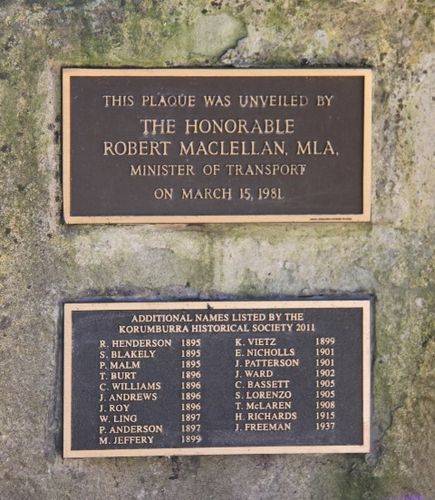 THIS PLAQUE WAS UNVEILED BY
THE HONORABLE
ROBERT MACLELLAN, MLA,
MINISTER OF TRANSPORT
ON MARCH 15, 1981
ADDITIONAL NAMES LISTED BY THE
KORUMBURRA HISTORICAL SOCIETY 2011
R. HENDERSON 1895
S. BLAKELY 1895
P. MALM 1895
T. BURT 1896
C. WILLIAMS 1896
J. ANDREWS 1896
J. ROY 1896
W. LING 1897
P. ANDERSON 1897
M. JEFFERY 1899
K. VIETZ 1899
E. NICHOLLS 1901
J. PATTERSON 1901
J. WARD 1902
C. BASSETT 1905
S. LORENZO 1905
T. McLAREN 1908
H. RICHARDS 1915
J. FREEMAN 1937